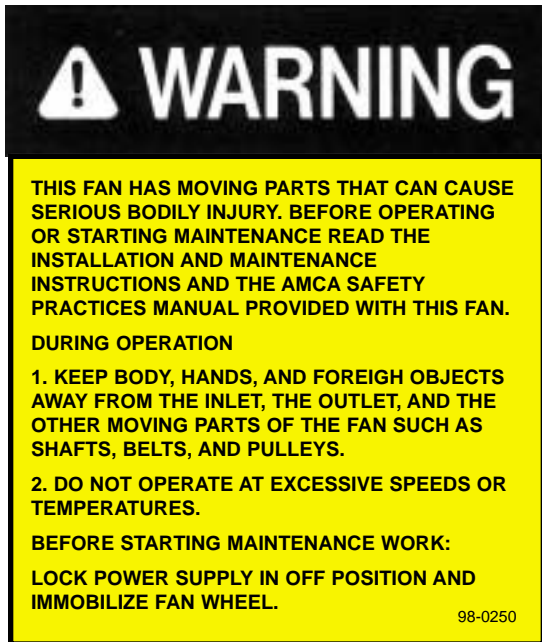 WARNING
THIS FAN HAS MOVING PARTS THAT CAN CAUSE
SERIOUS BODILY INJURY. BEFORE OPERATING
OR STARTING MAINTENANCE READ THE
INSTALLATION AND MAINTENANCE
INSTRUCTIONS AND THE AMCA SAFETY
PRACTICES MANUAL PROVIDED WITH THIS FAN.
DURING OPERATION
1. KEEP BODY, HANDS, AND FOREIGH OBJECTS
AWAY FROM THE INLET, THE OUTLET, AND THE
OTHER MOVING PARTS OF THE FAN SUCH AS
SHAFTS, BELTS, AND PULLEYS.
2. DO NOT OPERATE AT EXCESSIVE SPEEDS OR
TEMPERATURES.
BEFORE STARTING MAINTENANCE WORK:
LOCK POWER SUPPLY IN OFF POSITION AND
IMMOBILIZE FAN WHEEL.
98-0250